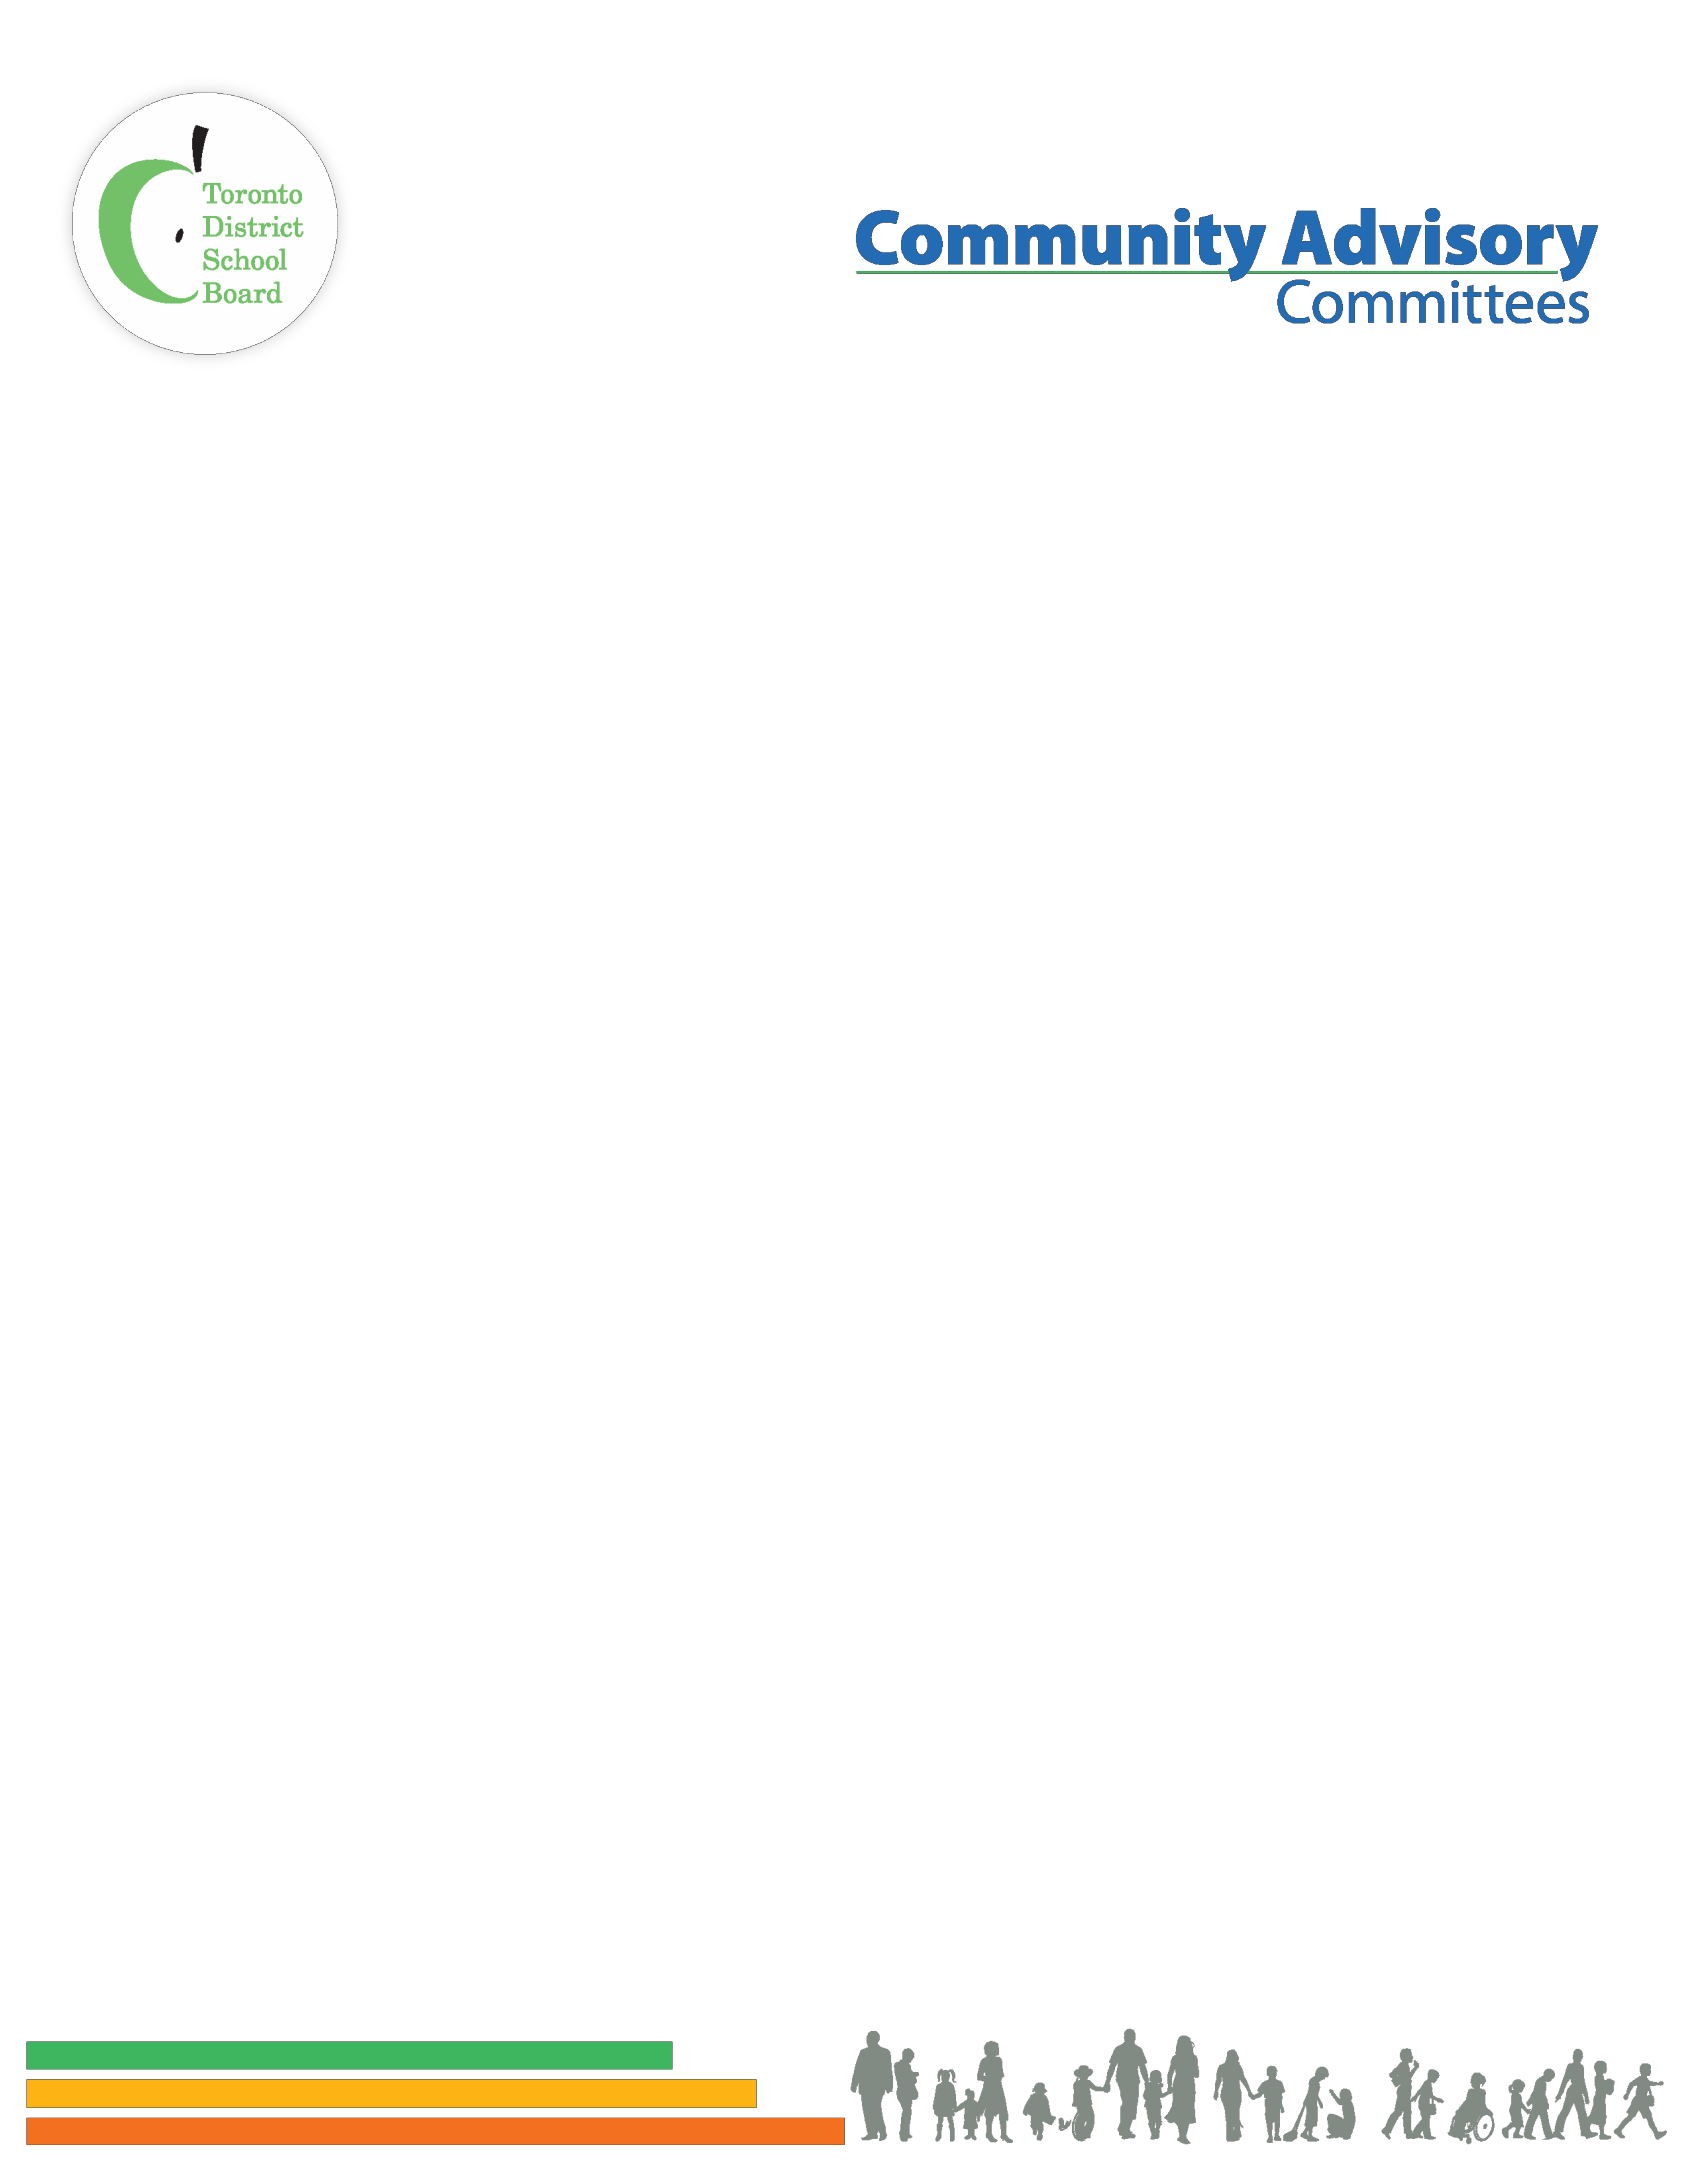 Toronto
District
School
Board
Community Advisory
Committees